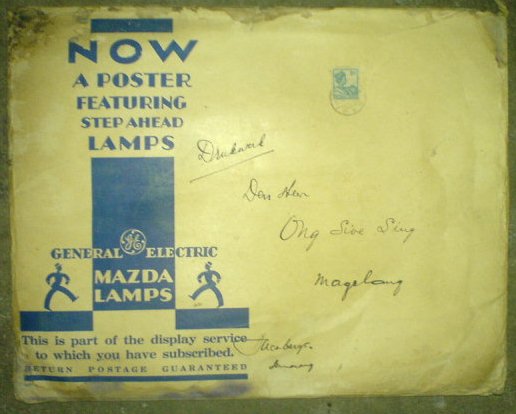 NOW
A POSTER
FEATURING
STEP AHEAD
LAMPS
GE
GENERAL ELECTRIC
MAZDA
LAMPS
This is part of the display service
to which you have subscribed.
RETURN POSTAGE GUARANTEED
Drukwerk
Den Heer
Ong Sioe Sing
Magelang